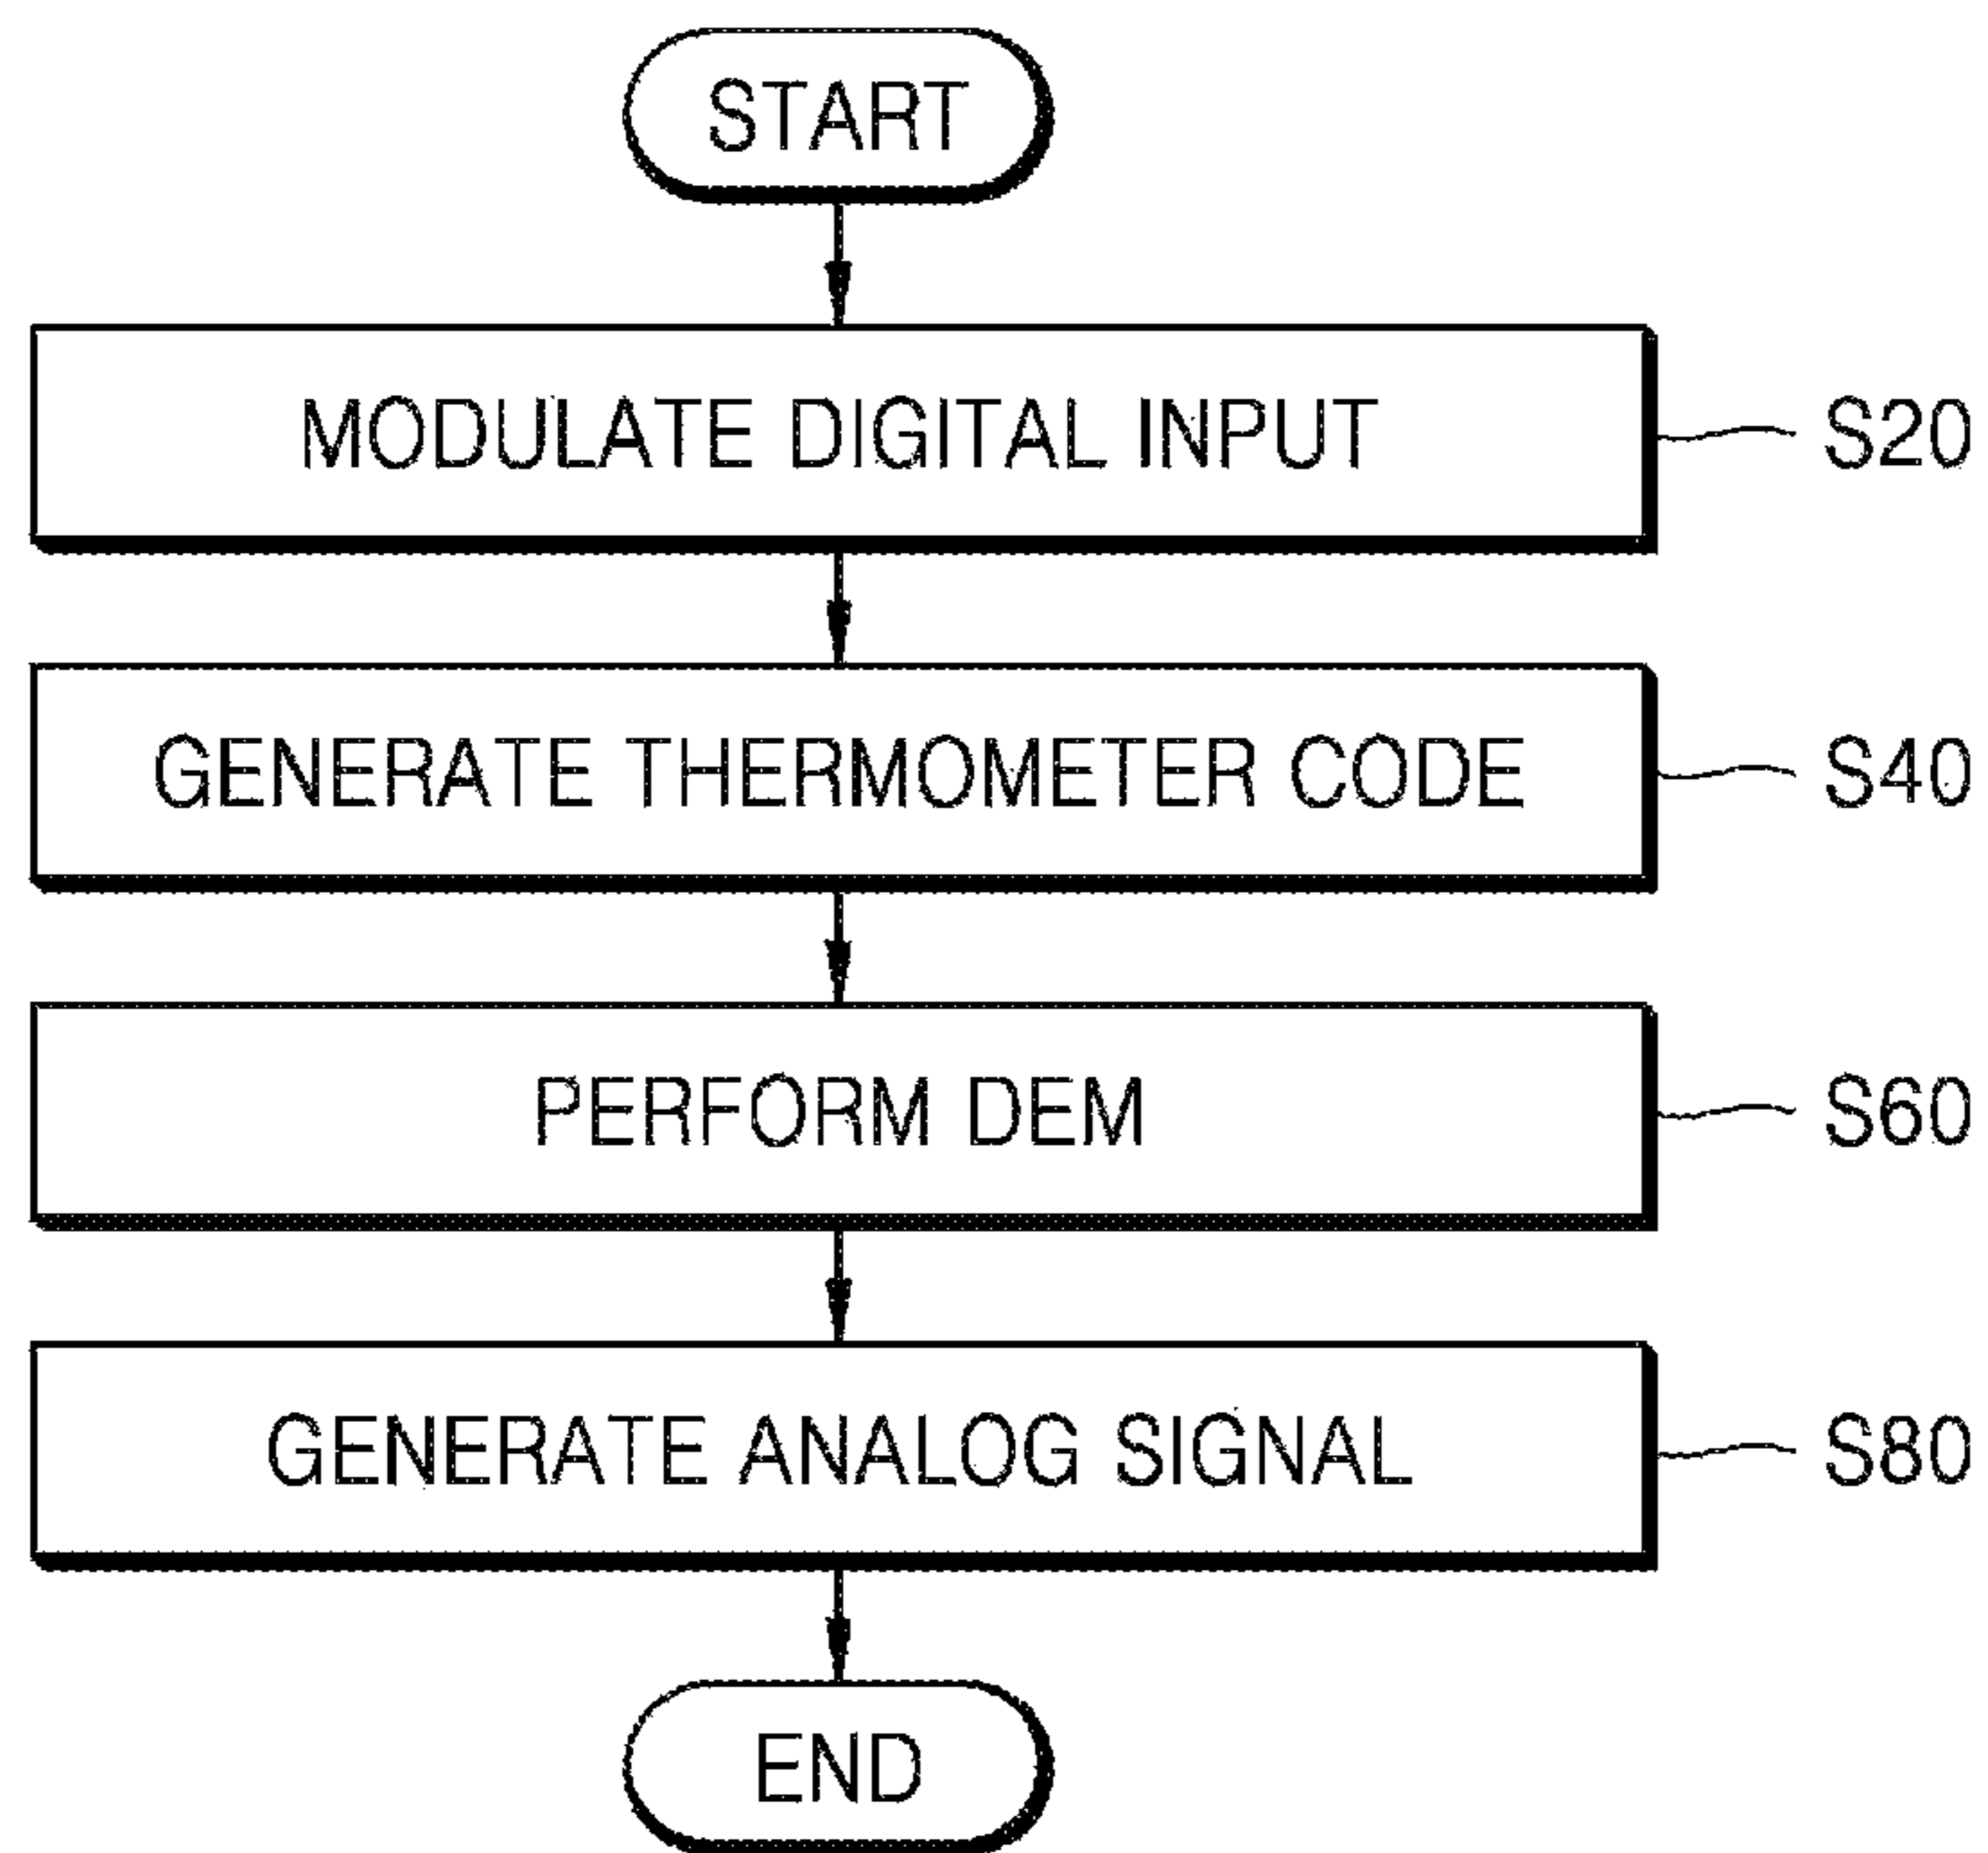 START
MODULATE DIGITAL INPUT
S20
GENERATE THERMOMETER CODE
S40
PERFORM DEM
S60
GENERATE ANALOG SIGNAL
S80
END